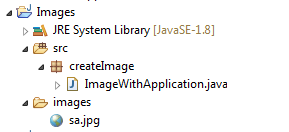 Images
JRE System Library [JavaSE-1.8]
src
createImage
ImageWithApplication.java
images
sa.jpg